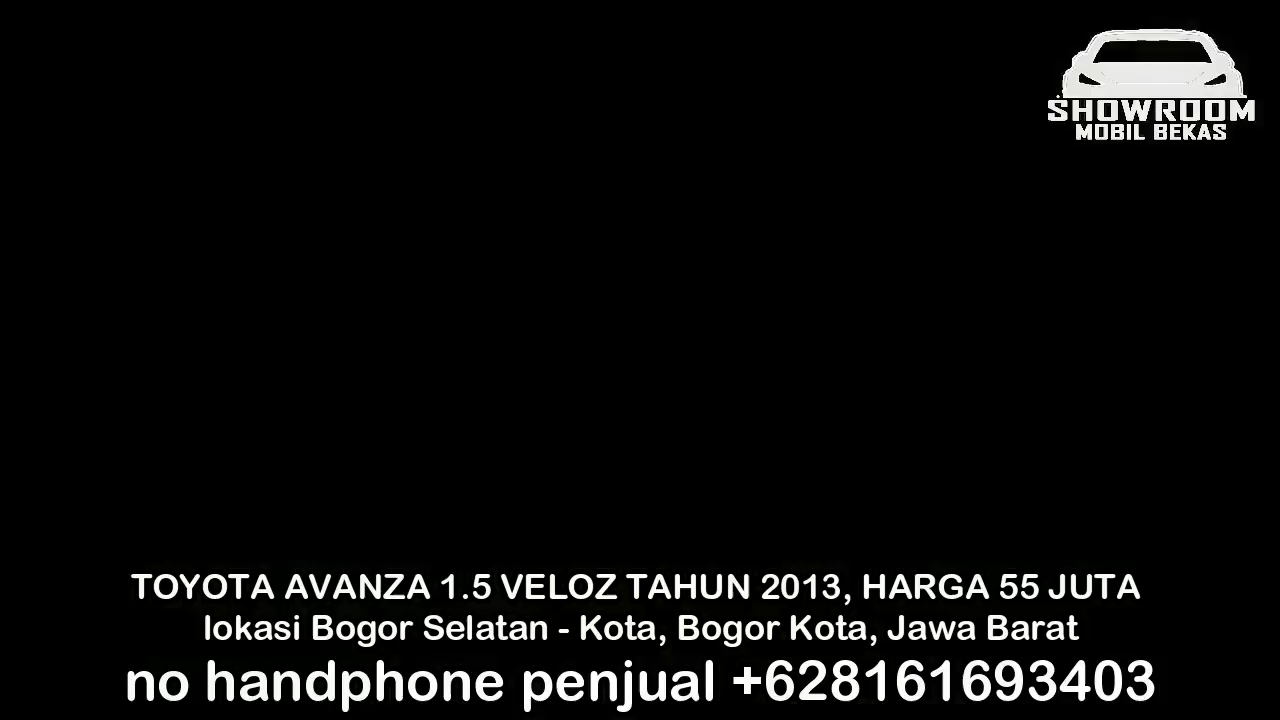 SHOWROOM
MOBIL BEKAS
TOYOTA AVANZA 1.5 VELOZ TAHUN 2013, HARGA 55 JUTA
lokasi Bogor Selatan - Kota, Bogor Kota, Jawa Barat
no handphone penjual +628161693403